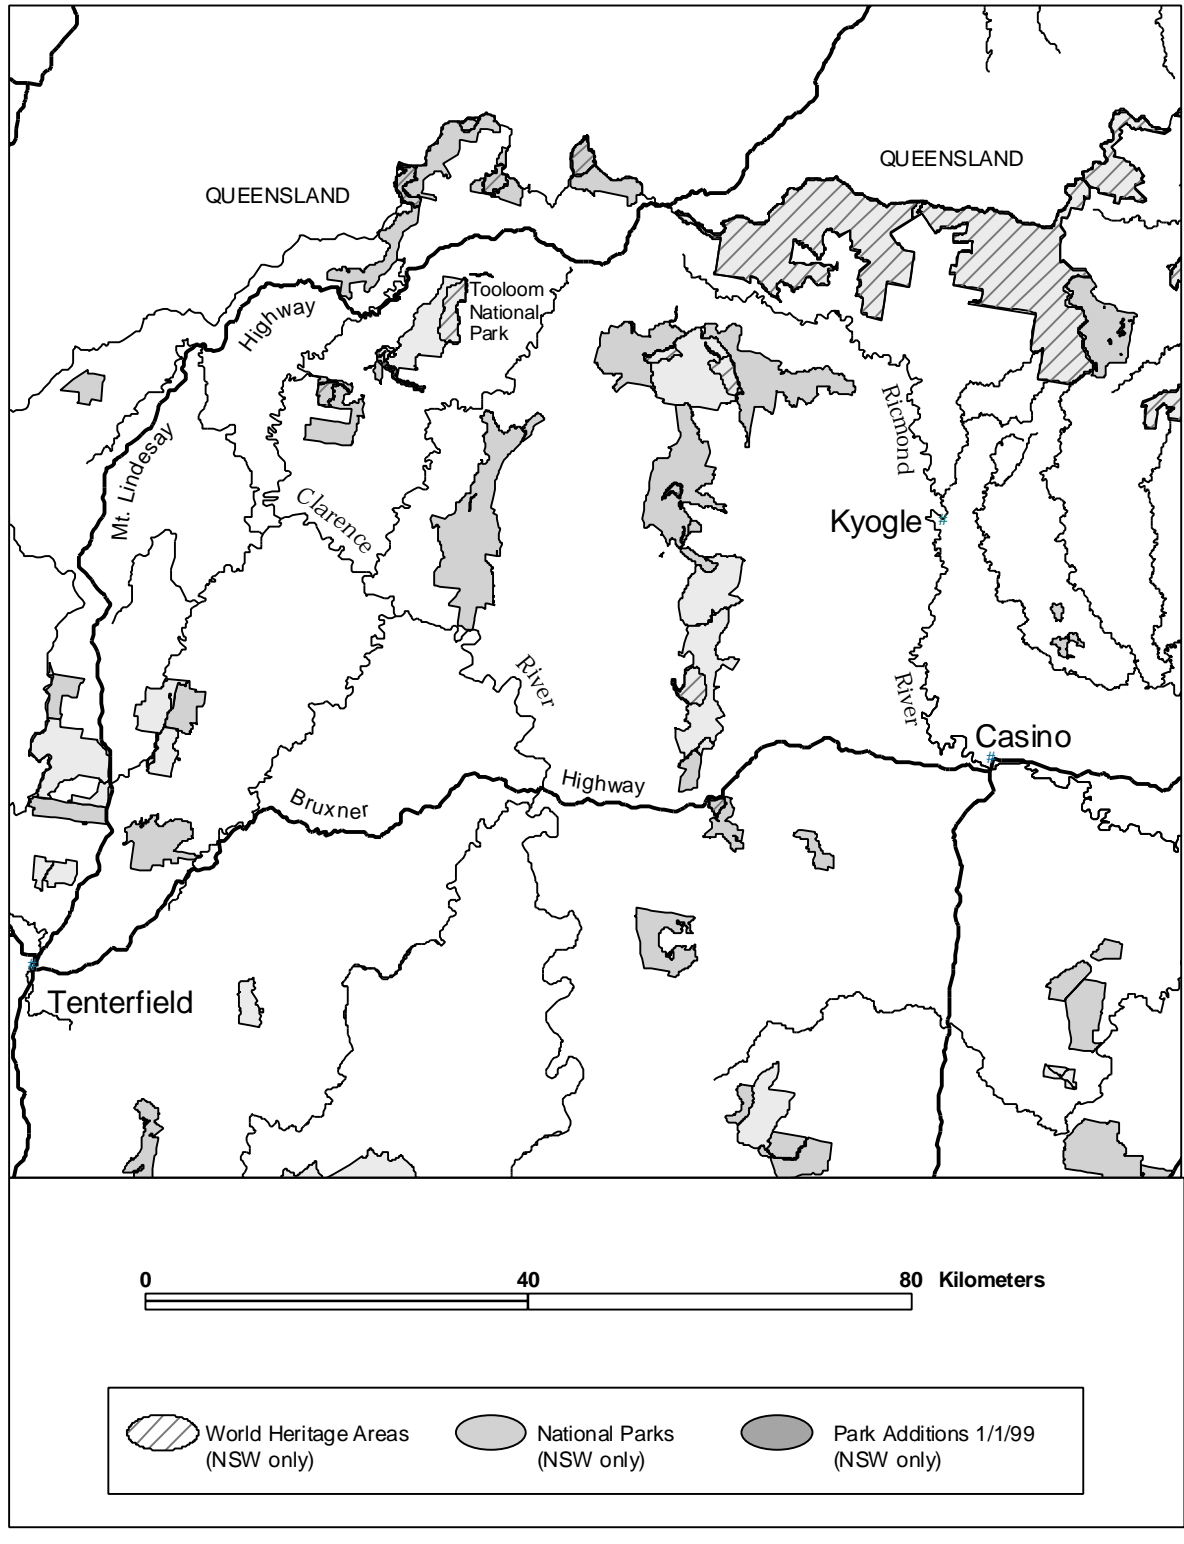 QUEENSLAND
QUEENSLAND
Highway
Tooloom
National
Park
Mt. Lindesay
Ricmond
Clarence
Kyogle
River
River
Casino
Highway
Bruxner
Tenterfield
0 40 80 Kilometers
World Heritage Areas
(NSW only)
National Parks
(NSW only)
Park Additions 1/1/99
(NSW only)